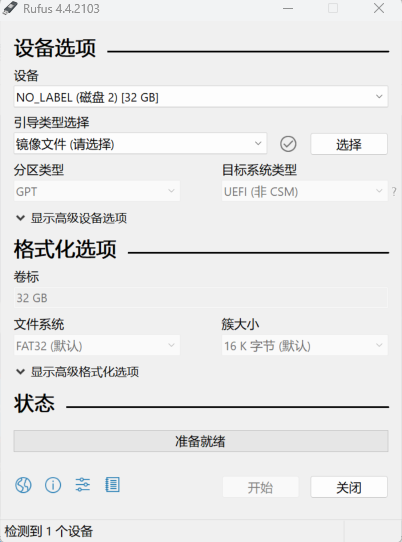 Rufus 4.4.2103
设备选项
设备
NO_LABEL (磁盘 2) [32 GB]
引导类型选择
镜像文件 (请选择)
选择
分区类型
目标系统类型
GPT
UEFI (非 CSM)
?
显示高级设备选项
格式化选项
卷标
32 GB
文件系统
簇大小
FAT32 (默认)
16 K 字节 (默认)
显示高级格式化选项
状态
准备就绪
开始
关闭
检测到 1 个设备